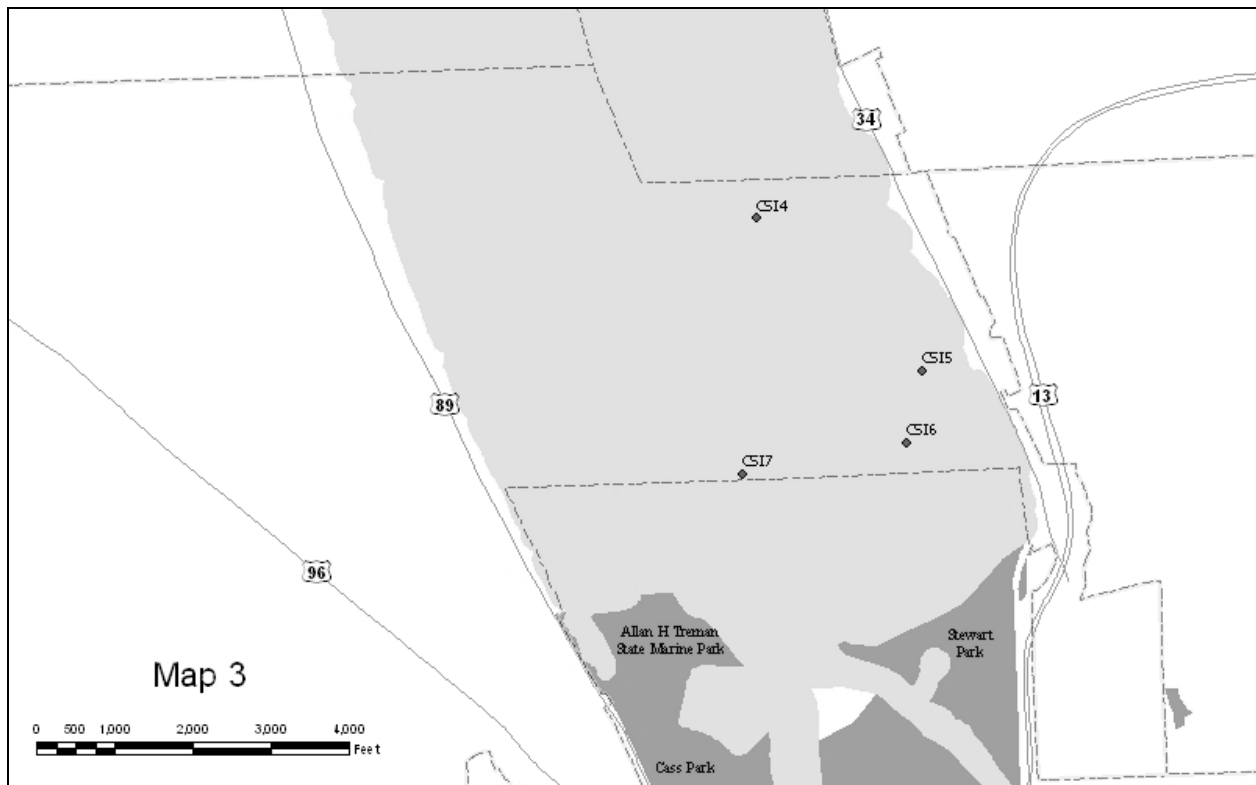 34
CSI4
CSI5
13
89
CSI6
CSI7
96
Allan H Treman
State Marine Park
Stewart
Park
Map 3
0 500 1,000 2,000 3,000 4,000
Feet
Cass Park